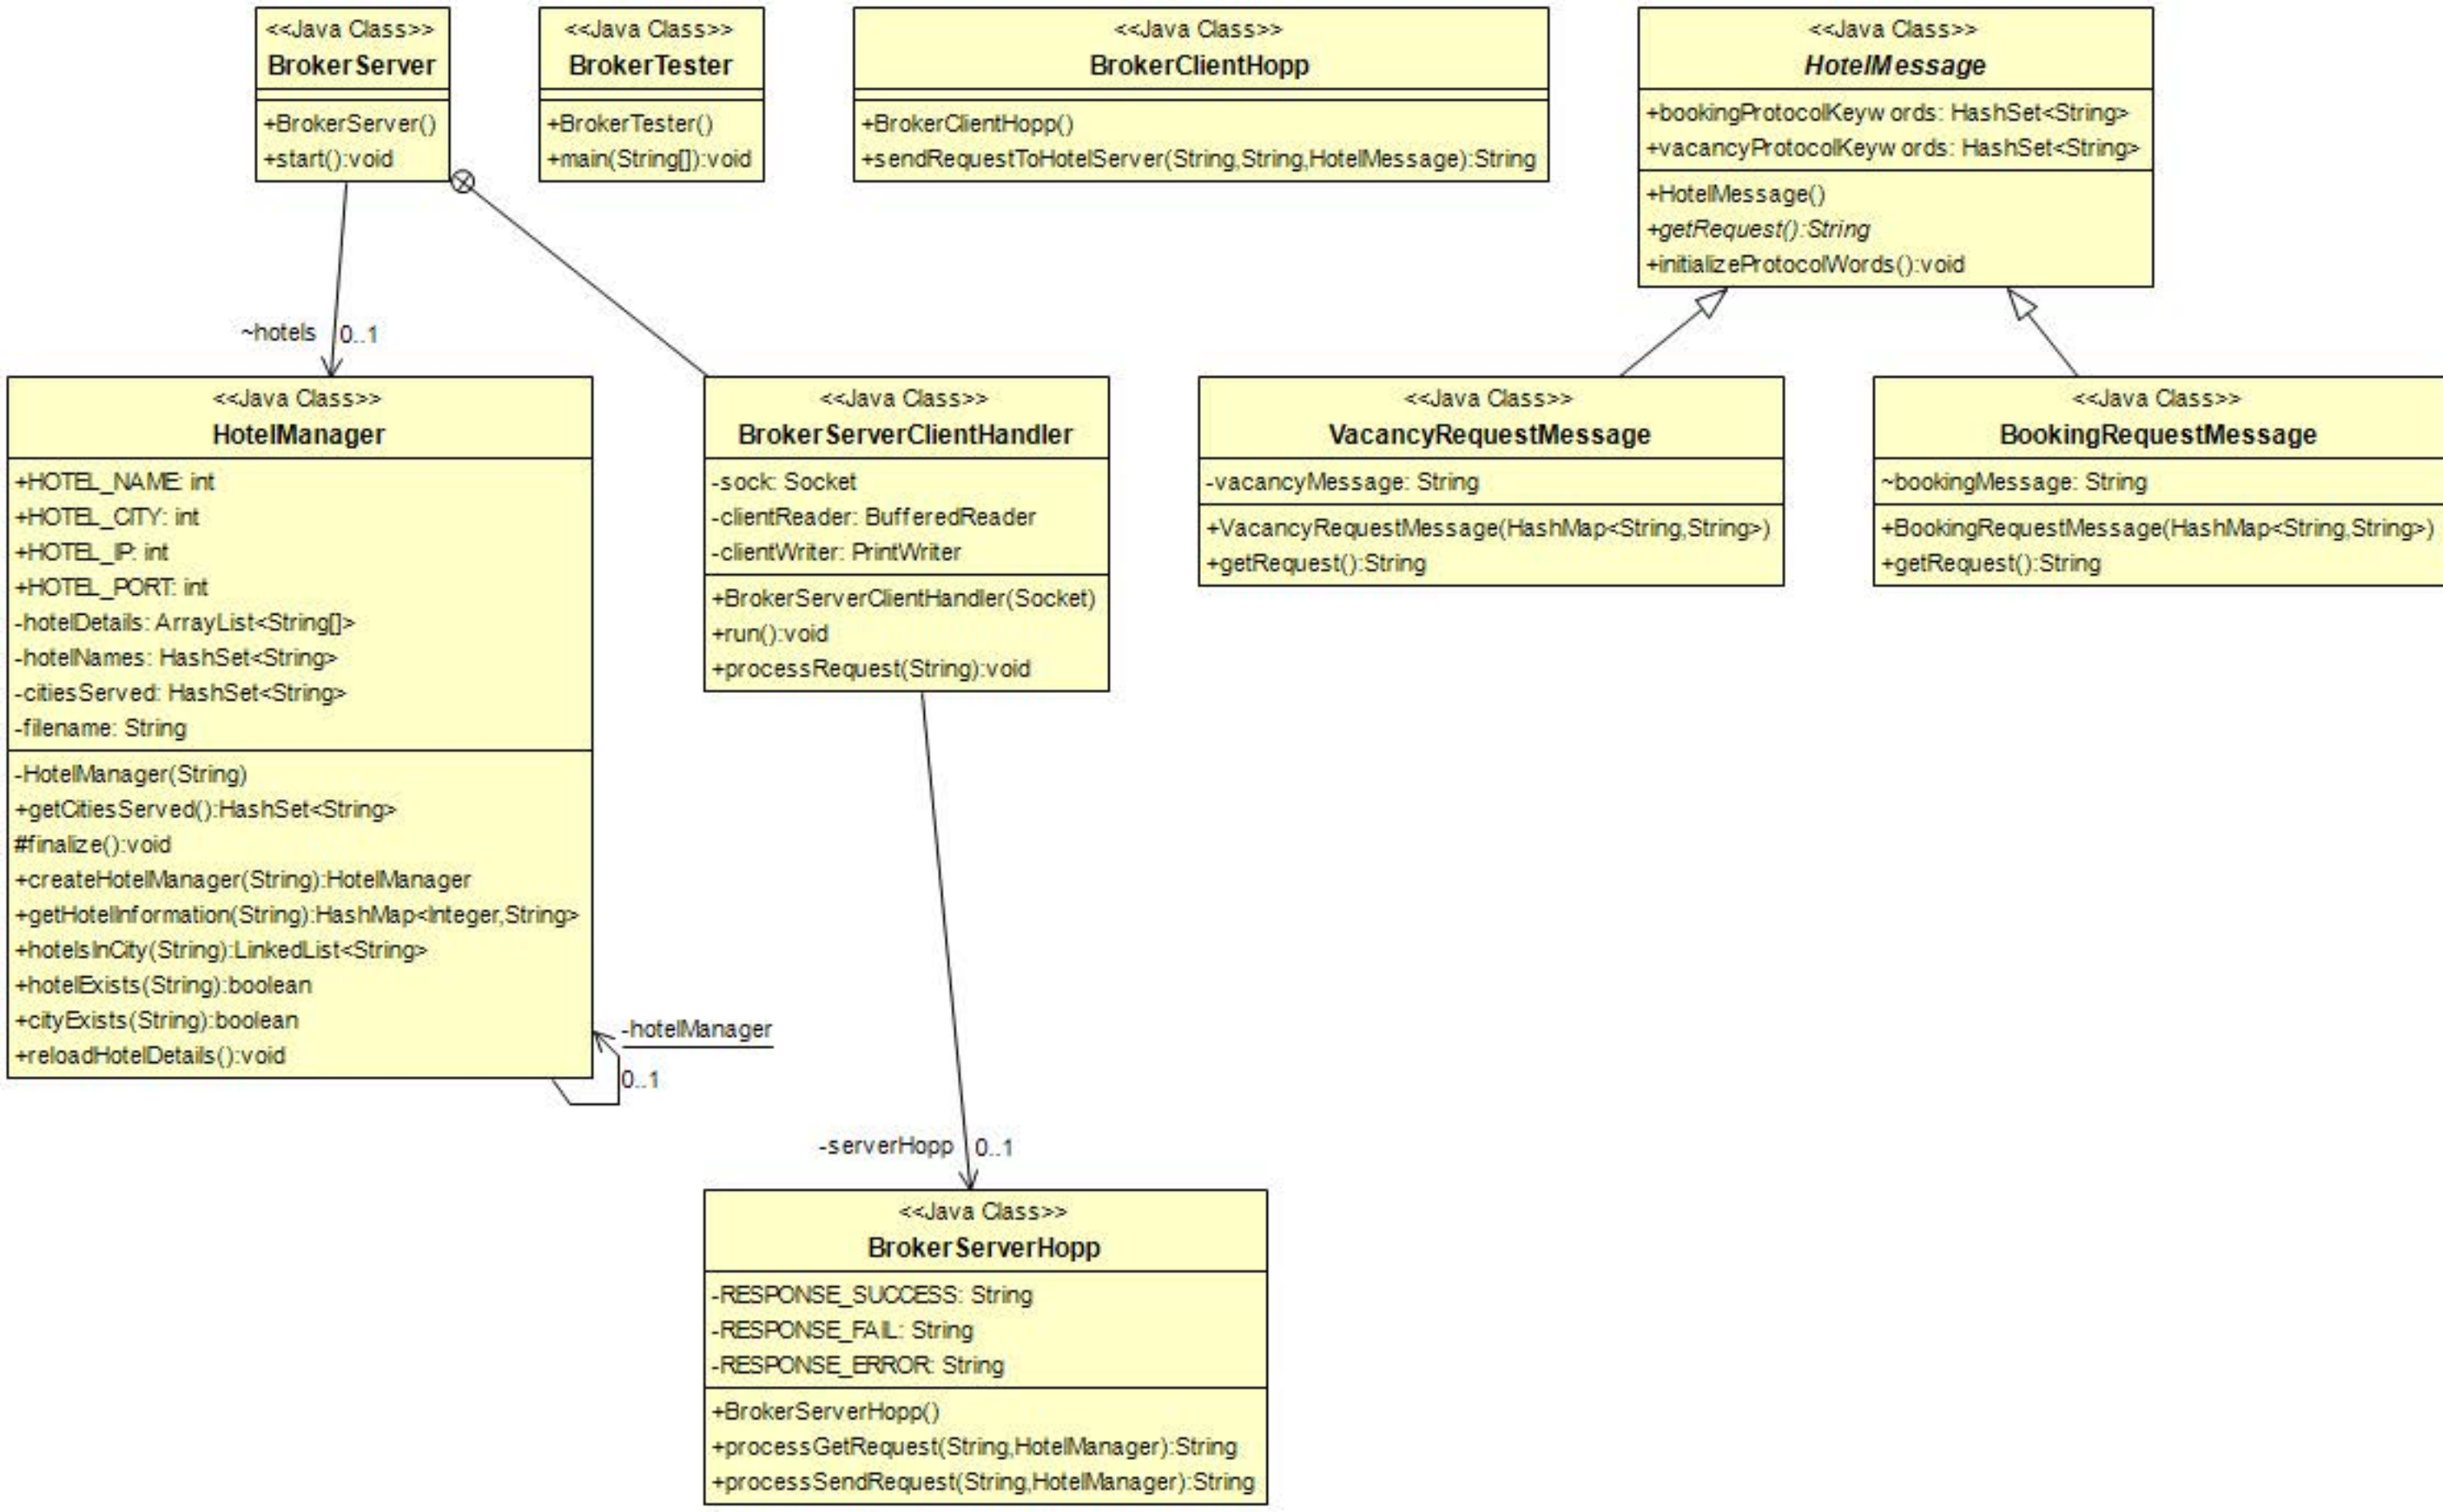 <<Java Class>>
BrokerServer
+BrokerServer()
+start():void
<<Java Class>>
BrokerTester
+BrokerTester()
+main(String[]):void
<<Java Class>>
BrokerClientHopp
+BrokerClientHopp()
+sendRequestToHotelServer(String,String,HotelMessage):String
<<Java Class>>
HotelMessage
+bookingProtocolKeywords: HashSet<String>
+vacancyProtocolKeywords: HashSet<String>
+HotelMessage()
+getRequest():String
+initializeProtocolWords():void
~hotels 0..1
<<Java Class>>
HotelManager
+HOTEL_NAME: int
+HOTEL_CITY: int
+HOTEL_IP: int
+HOTEL_PORT: int
-hotelDetails: ArrayList<String[]>
-hotelNames: HashSet<String>
-citiesServed: HashSet<String>
-filename: String
-HotelManager(String)
+getCitiesServed():HashSet<String>
#finalize():void
+createHotelManager(String):HotelManager
+getHotelInformation(String):HashMap<Integer,String>
+hotelsInCity(String):LinkedList<String>
+hotelExists(String):boolean
+cityExists(String):boolean
+reloadHotelDetails():void
-hotelManager
0..1
<<Java Class>>
BrokerServerClientHandler
-sock: Socket
-clientReader: BufferedReader
-clientWriter: PrintWriter
+BrokerServerClientHandler(Socket)
+run():void
+processRequest(String):void
<<Java Class>>
VacancyRequestMessage
-vacancyMessage: String
+VacancyRequestMessage(HashMap<String,String>)
+getRequest():String
<<Java Class>>
BookingRequestMessage
~bookingMessage: String
+BookingRequestMessage(HashMap<String,String>)
+getRequest():String
-serverHopp 0..1
<<Java Class>>
BrokerServerHopp
-RESPONSE_SUCCESS: String
-RESPONSE_FAIL: String
-RESPONSE_ERROR: String
+BrokerServerHopp()
+processGetRequest(String,HotelManager):String
+processSendRequest(String,HotelManager):String